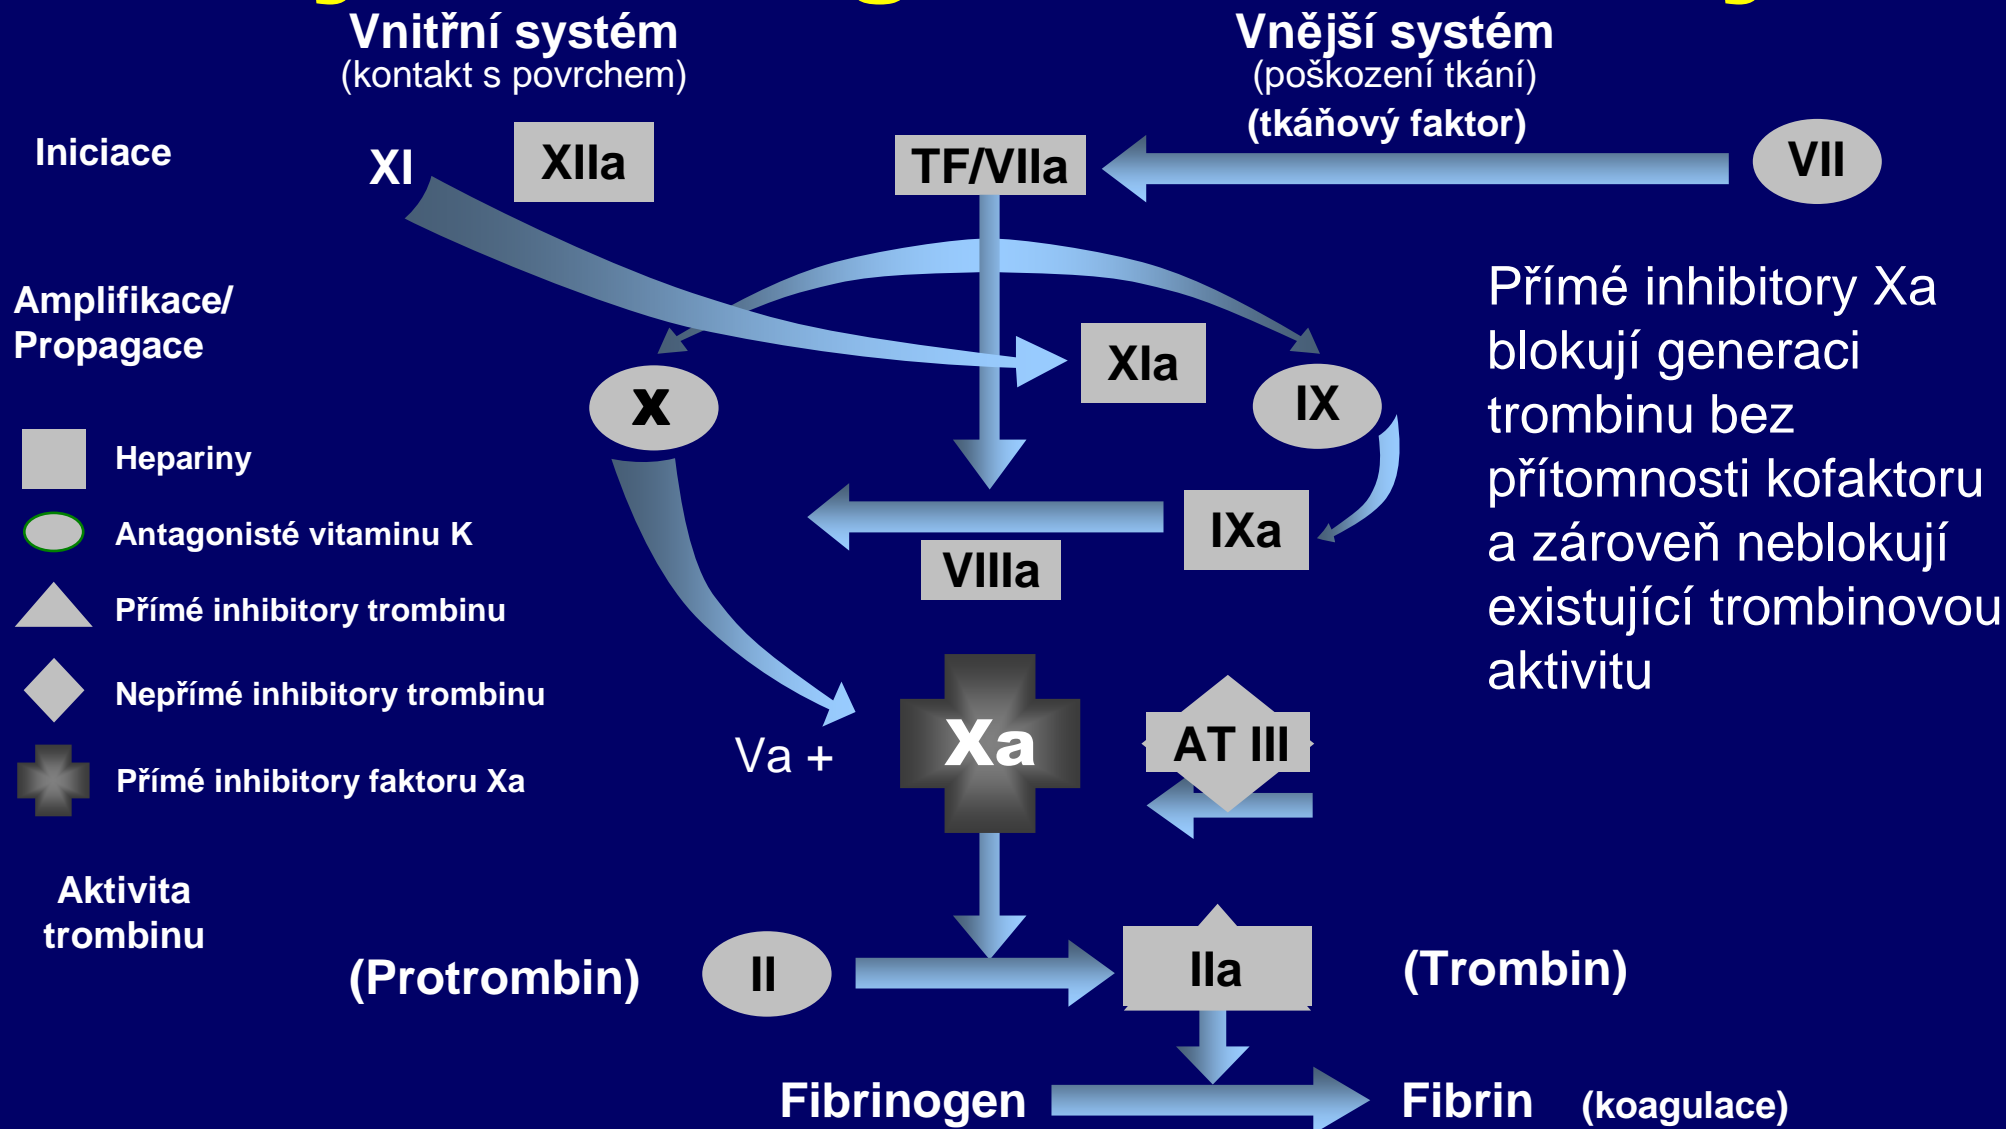 Vnitřní systém
(kontakt s povrchem)
Vnější systém
(poškození tkání)
(tkáňový faktor)
Iniciace
XI
XIIa
TF/VIIa
VII
Amplifikace/
Propagace
X
XIa
IX
Přímé inhibitory Xa
blokují generaci
trombinu bez
přítomnosti kofaktoru
a zároveň neblokují
existující trombinovou
aktivitu
Hepariny
Antagonisté vitaminu K
Přímé inhibitory trombinu
Nepřímé inhibitory trombinu
Přímé inhibitory faktoru Xa
IXa
VIIIa
Va +
Xa
AT III
Aktivita
trombinu
(Protrombin)
II
IIa
(Trombin)
Fibrinogen
Fibrin (koagulace)